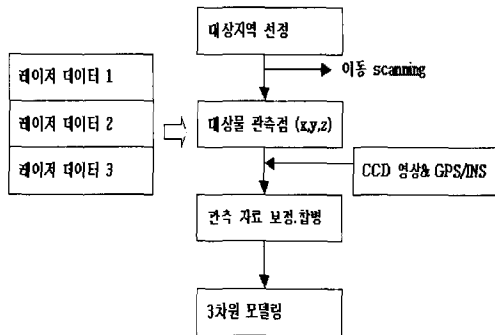 대상지역 선정
이동 scanning
레이저 데이터 1
레이저 데이터 2
레이저 데이터 3
대상물 관측점 (x,y,z)
CCD 영상& GPS/INS
관측 자료 보정.합병
3차원 모델링